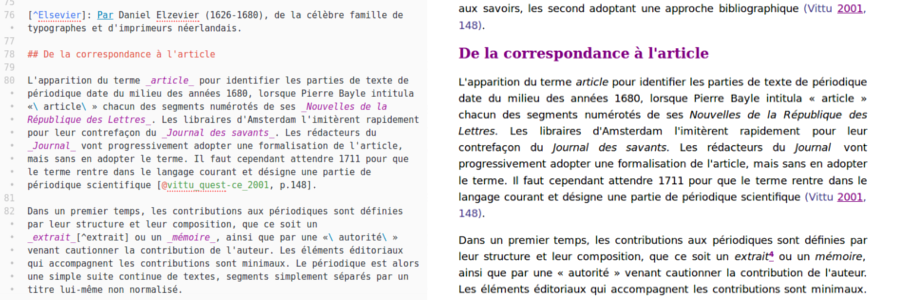 75
76 [^Elsevier]: Par Daniel Elzevier (1626-1680), de la célèbre famille de
typographes et d'imprimeurs néerlandais.
77
78 ## De la correspondance à l'article
79
80 L'apparition du terme _article_ pour identifier les parties de texte de
périodique date du milieu des années 1680, lorsque Pierre Bayle intitula
«\ article\ » chacun des segments numérotés de ses _Nouvelles de la
République des Lettres_. Les libraires d'Amsterdam l'imitèrent rapidement
pour leur contrefaçon du _Journal des savants_. Les rédacteurs du
_Journal_ vont progressivement adopter une formalisation de l'article,
mais sans en adopter le terme. Il faut cependant attendre 1711 pour que
le terme rentre dans le langage courant et désigne une partie de
périodique scientifique [@vittu_quest-ce_2001, p.148].
81
82 Dans un premier temps, les contributions aux périodiques sont définies
par leur structure et leur composition, que ce soit un
_extrait_[^extrait] ou un _mémoire_, ainsi que par une «\ autorité\ »
venant cautionner la contribution de l'auteur. Les éléments éditoriaux
qui accompagnent les contributions sont minimaux. Le périodique est alors
une simple suite continue de textes, segments simplement séparés par un
titre lui-même non normalisé.
aux savoirs, les second adoptant une approche bibliographique (Vittu 2001,
148).
De la correspondance à l'article
L'apparition du terme article pour identifier les parties de texte de périodique
date du milieu des années 1680, lorsque Pierre Bayle intitula « article »
chacun des segments numérotés de ses Nouvelles de la République des
Lettres. Les libraires d'Amsterdam l'imitèrent rapidement pour leur
contrefaçon du Journal des savants. Les rédacteurs du Journal vont
progressivement adopter une formalisation de l'article, mais sans en adopter
le terme. Il faut cependant attendre 1711 pour que le terme rentre dans le
langage courant et désigne une partie de périodique scientifique (Vittu 2001,
148).
Dans un premier temps, les contributions aux périodiques sont définies par
leur structure et leur composition, que ce soit un extrait4 ou un mémoire,
ainsi que par une « autorité » venant cautionner la contribution de l'auteur.
Les éléments éditoriaux qui accompagnent les contributions sont minimaux.